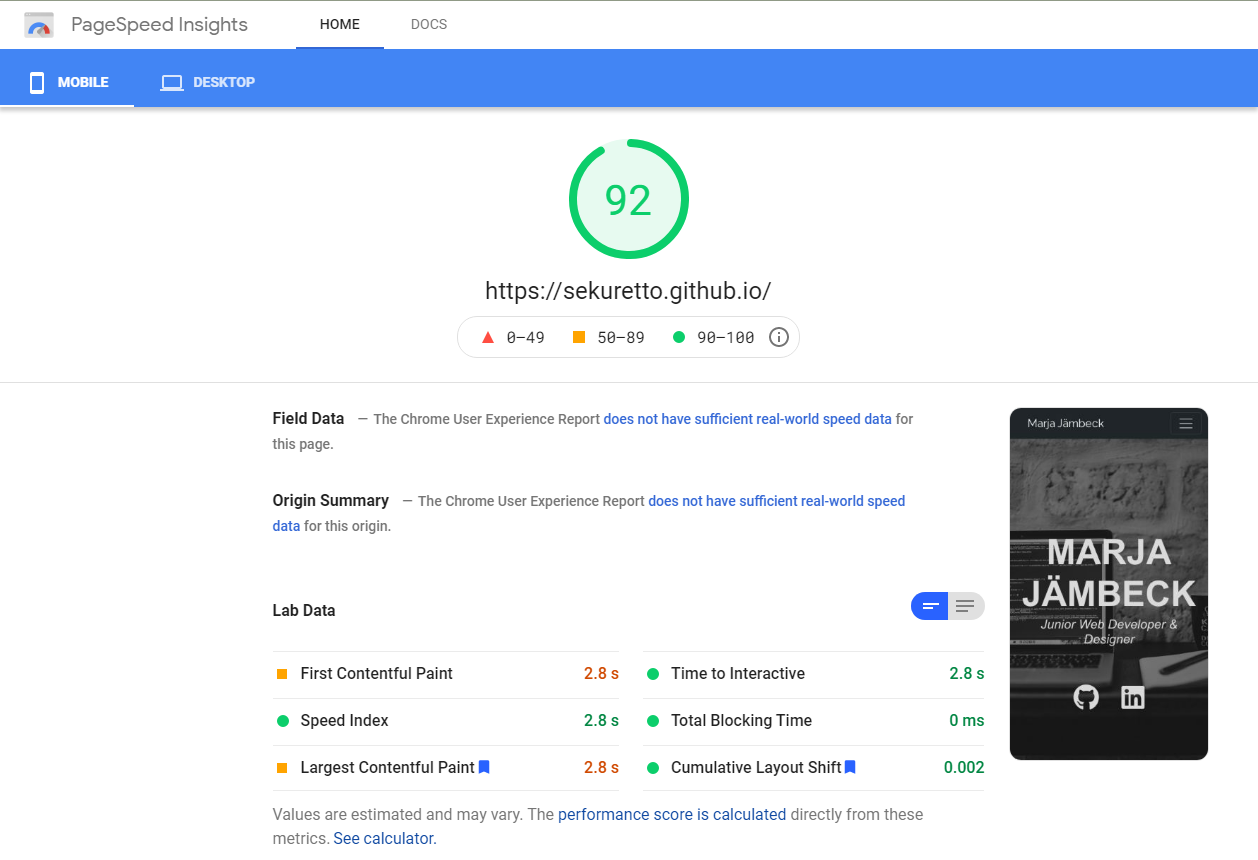 PageSpeed Insights
HOME
DOCS
MOBILE
DESKTOP
92
https://sekuretto.github.io/
0–49
50–89
90–100
Field Data — The Chrome User Experience Report does not have sufficient real-world speed data for
this page.
Origin Summary — The Chrome User Experience Report does not have sufficient real-world speed
data for this origin.
Marja Jämbeck
MARJA
JÄMBECK
Junior Web Developer &
Designer
in
Lab Data
First Contentful Paint 2.8 s
Time to Interactive 2.8 s
Speed Index 2.8 s
Total Blocking Time 0 ms
Largest Contentful Paint 2.8 s
Cumulative Layout Shift 0.002
Values are estimated and may vary. The performance score is calculated directly from these
metrics. See calculator.